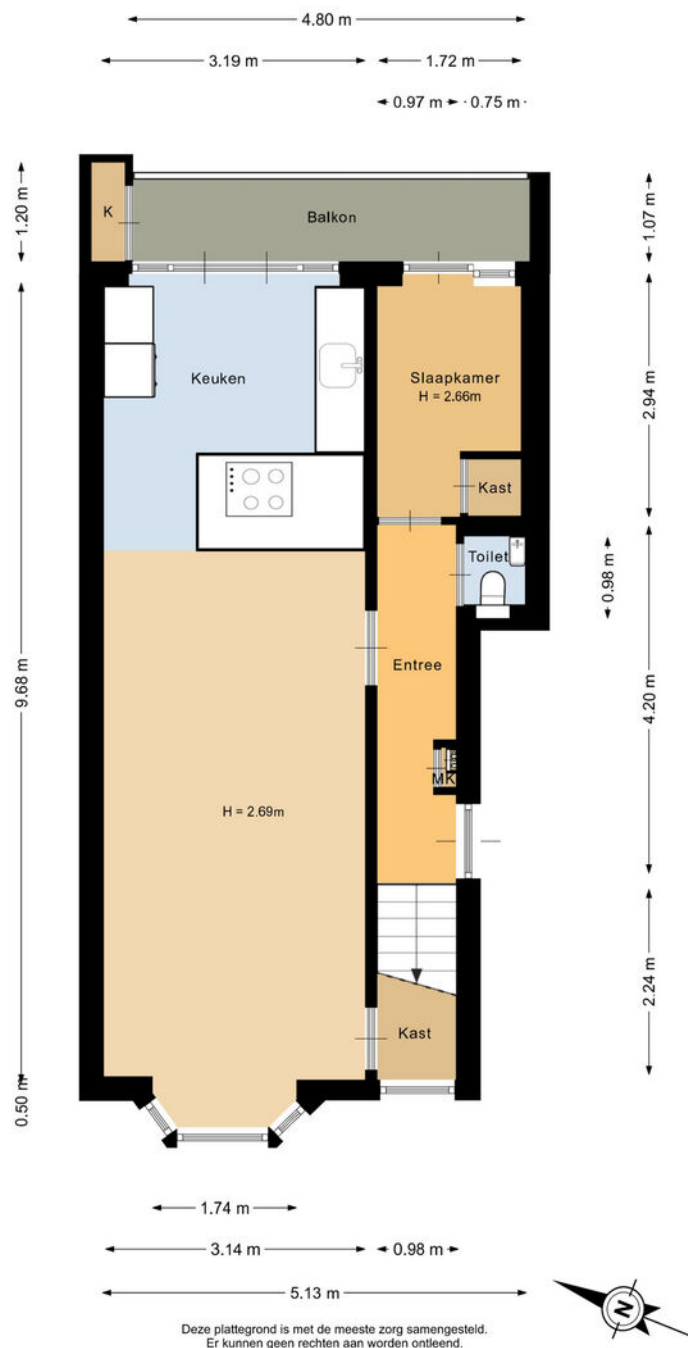 4.80 m
3.19 m
1.72 m
0.97 m
0.75 m
1.20 m
1.07 m
K
Balkon
Keuken
Slaapkamer
H = 2.66m
2.94 m
Kast
Toilet
0.98 m
Entree
4.20 m
9.68 m
MK
H = 2.69m
2.24 m
Kast
0.50 m
1.74 m
3.14 m
0.98 m
5.13 m
N
Deze plattegrond is met de meeste zorg samengesteld.
Er kunnen geen rechten aan worden ontleend.